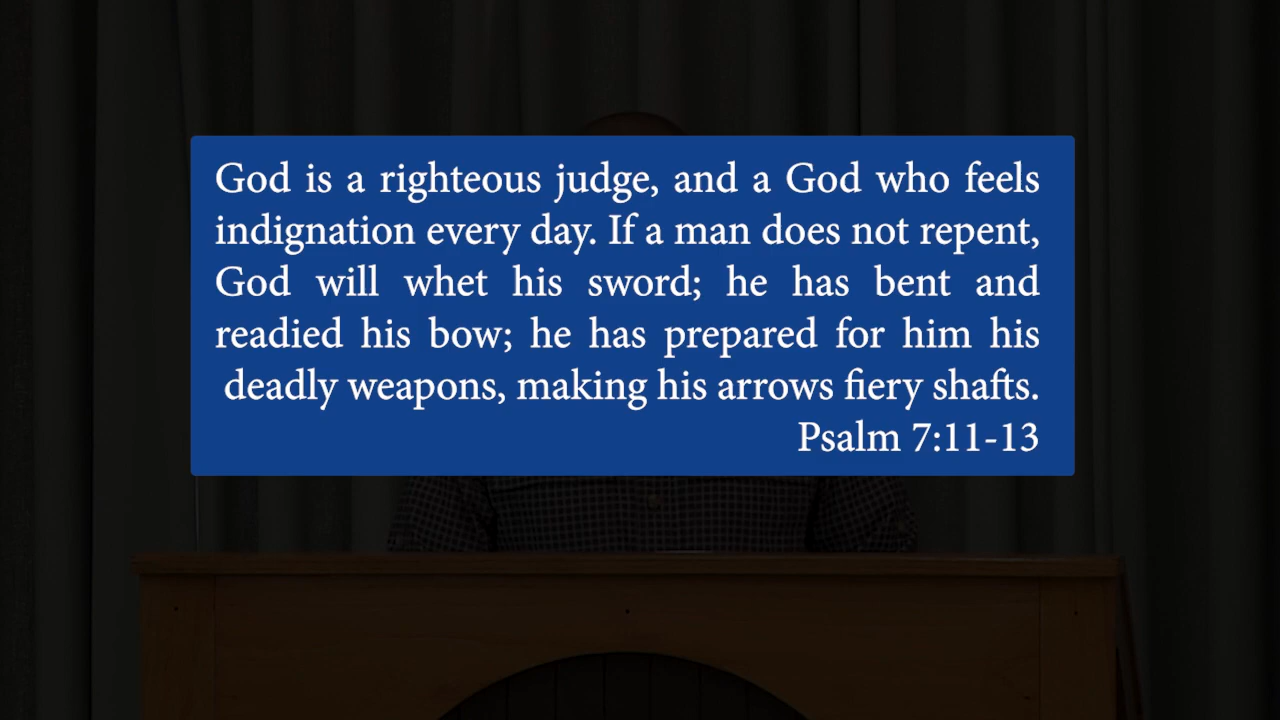 God is a righteous judge, and a God who feels
indignation every day. If a man does not repent,
God will whet his sword; he has bent and
readied his bow; he has prepared for him his
deadly weapons, making his arrows fiery shafts.
Psalm 7:11-13